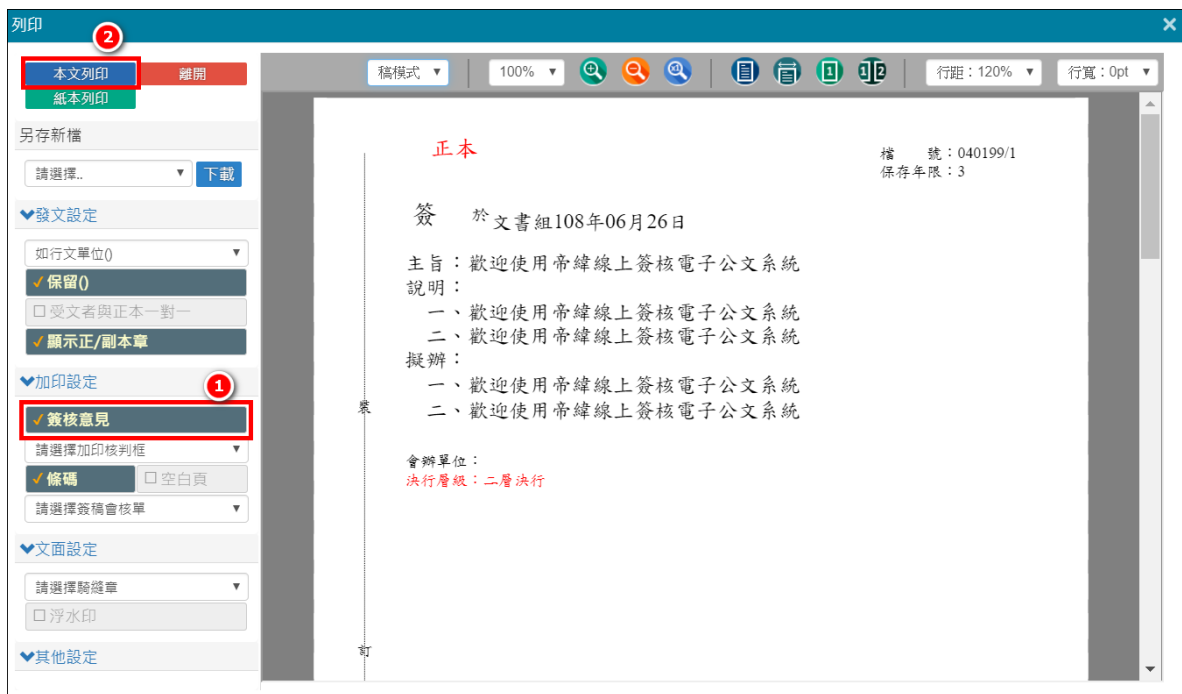 列印
2
本文列印 離開
紙本列印
另存新檔
請選擇.. 下載
發文設定
如行文單位()
保留()
受文者與正本一對一
顯示正/副本章
加印設定
1
簽核意見
請選擇加印核判框
條碼 空白頁
請選擇簽稿會核單
文面設定
請選擇騎縫章
浮水印
其他設定
稿模式 100% 行距：120% 行寬：0pt
正本
檔 號：040199/1
保存年限：3
簽 於文書組108年06月26日
主旨：歡迎使用帝緯線上簽核電子公文系統
說明：
一、歡迎使用帝緯線上簽核電子公文系統
二、歡迎使用帝緯線上簽核電子公文系統
擬辦：
一、歡迎使用帝緯線上簽核電子公文系統
二、歡迎使用帝緯線上簽核電子公文系統
裝
會辦單位：
決行層級：二層決行
訂